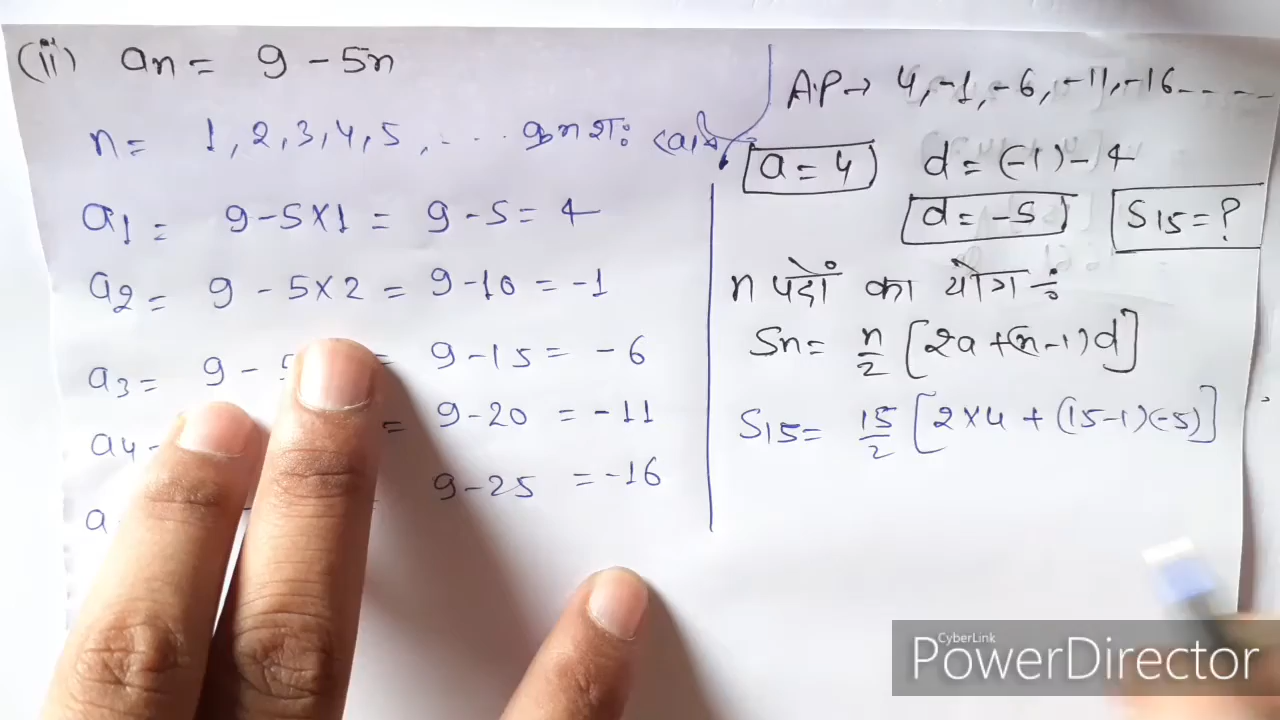 (ii) an = 9 - 5n
n = 1, 2, 3, 4, 5, ... क्रमशः
a1 = 9 - 5×1 = 9 - 5 = 4
a2 = 9 - 5×2 = 9 - 10 = -1
a3 = 9 - 5 = 9 - 15 = -6
a4 = 9 - 20 = -11
a 9 - 25 = -16
A.P → 4, -1, -6, -11, -16 - - - -
a = 4 d = (-1) - 4
d = -5 S15 = ?
n पदों का योग ÷
Sn = n/2 [2a + (n-1)d]
S15 = 15/2 [2×4 + (15-1)(-5)]
CyberLink
PowerDirector